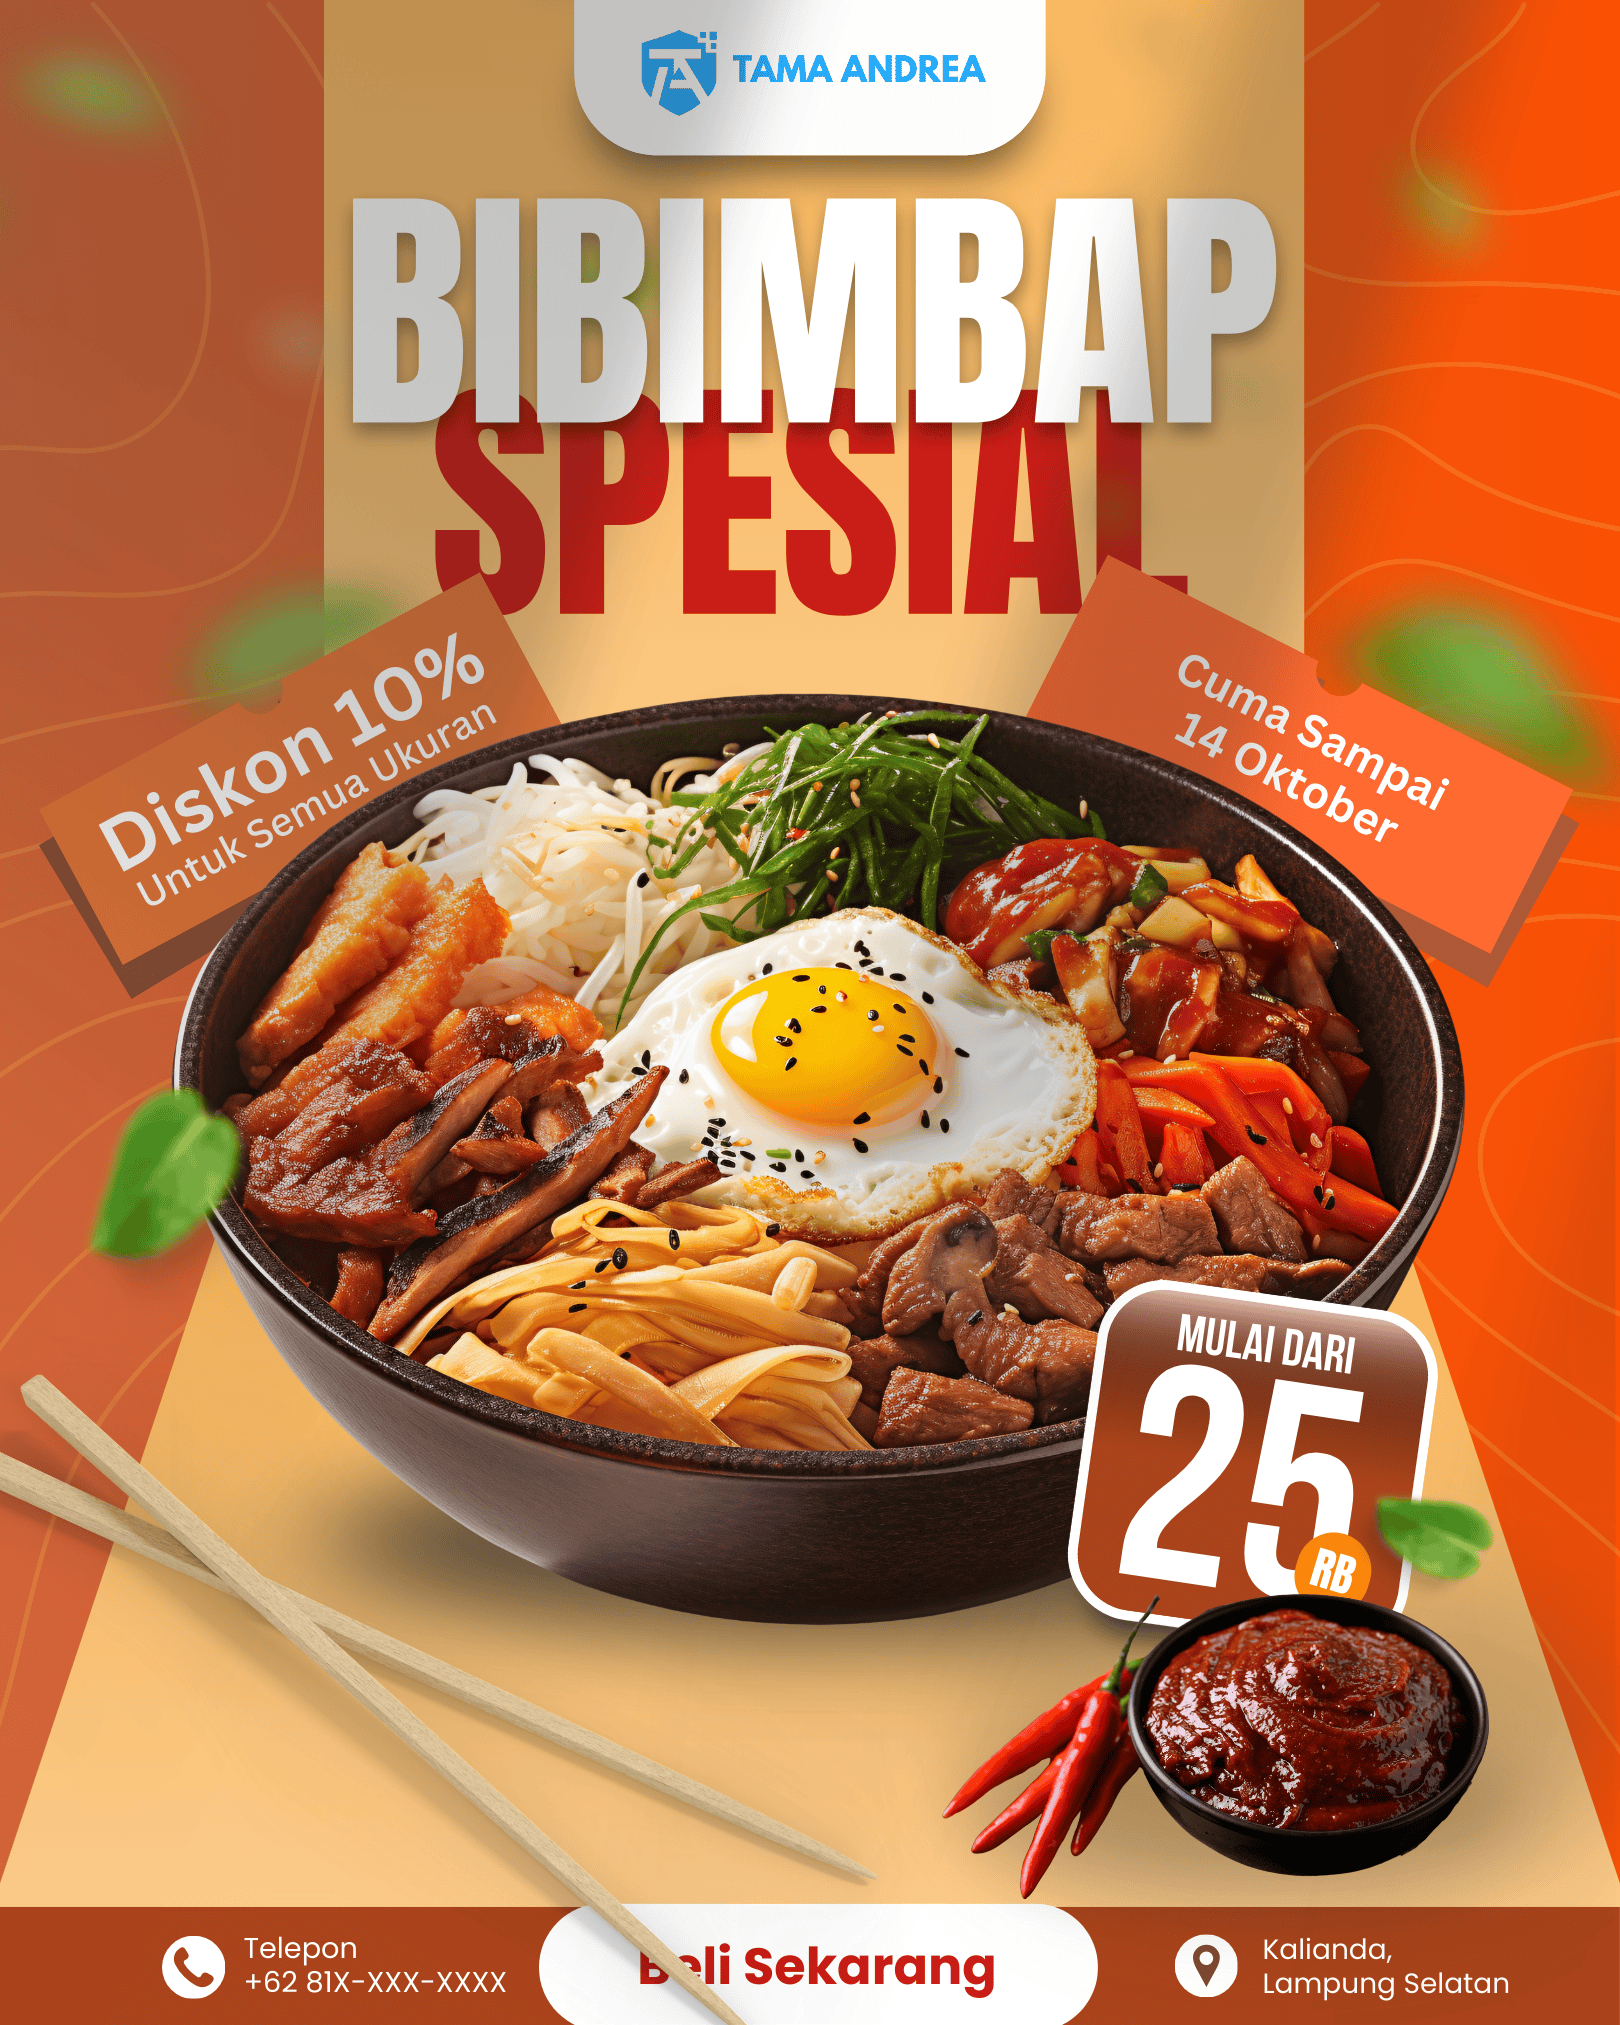 TAMA ANDREA
BIBIMBAP
SPESIAL
Diskon 10%
Untuk Semua Ukuran
Cuma Sampai
14 Oktober
MULAI DARI
25
RB
Telepon
+62 81X-XXX-XXXX
Beli Sekarang
Kalianda,
Lampung Selatan